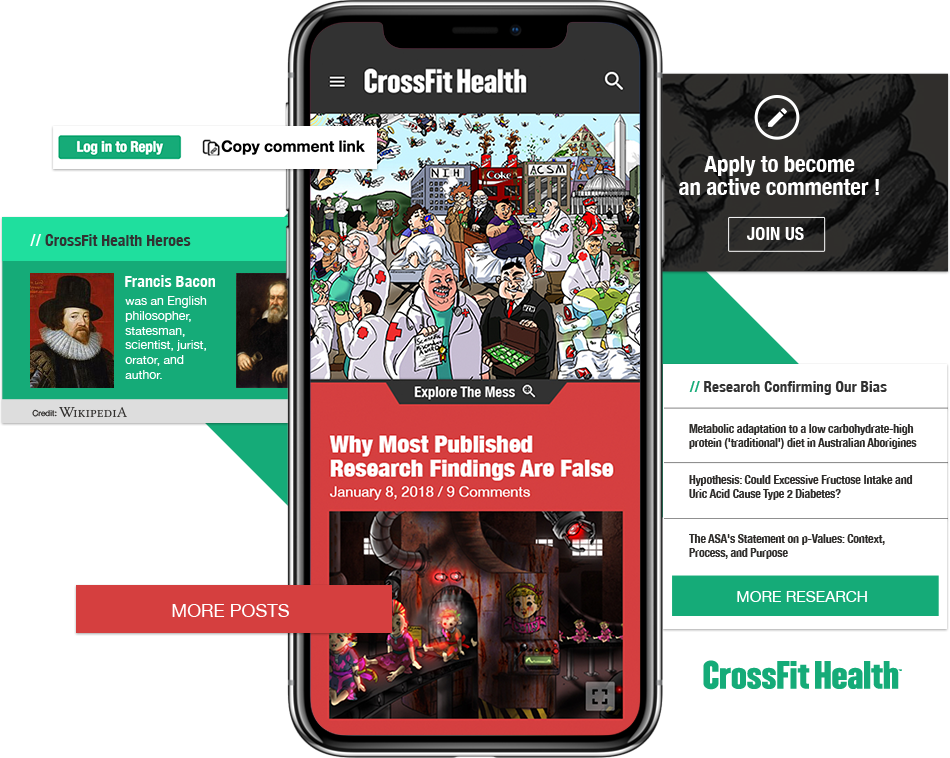 CrossFit Health
Log in to Reply
Copy comment link
NIH
Coke
ACSM
Apply to become
an active commenter !
JOIN US
// CrossFit Health Heroes
Francis Bacon
was an English
philosopher,
statesman,
scientist, jurist,
orator, and
author.
Credit: WIKIPEDIA
Explore The Mess
Why Most Published
Research Findings Are False
January 8, 2018 / 9 Comments
MORE POSTS
// Research Confirming Our Bias
Metabolic adaptation to a low carbohydrate-high
protein ('traditional') diet in Australian Aborigines
Hypothesis: Could Excessive Fructose Intake and
Uric Acid Cause Type 2 Diabetes?
The ASA's Statement on p-Values: Context,
Process, and Purpose
MORE RESEARCH
CrossFit Health™